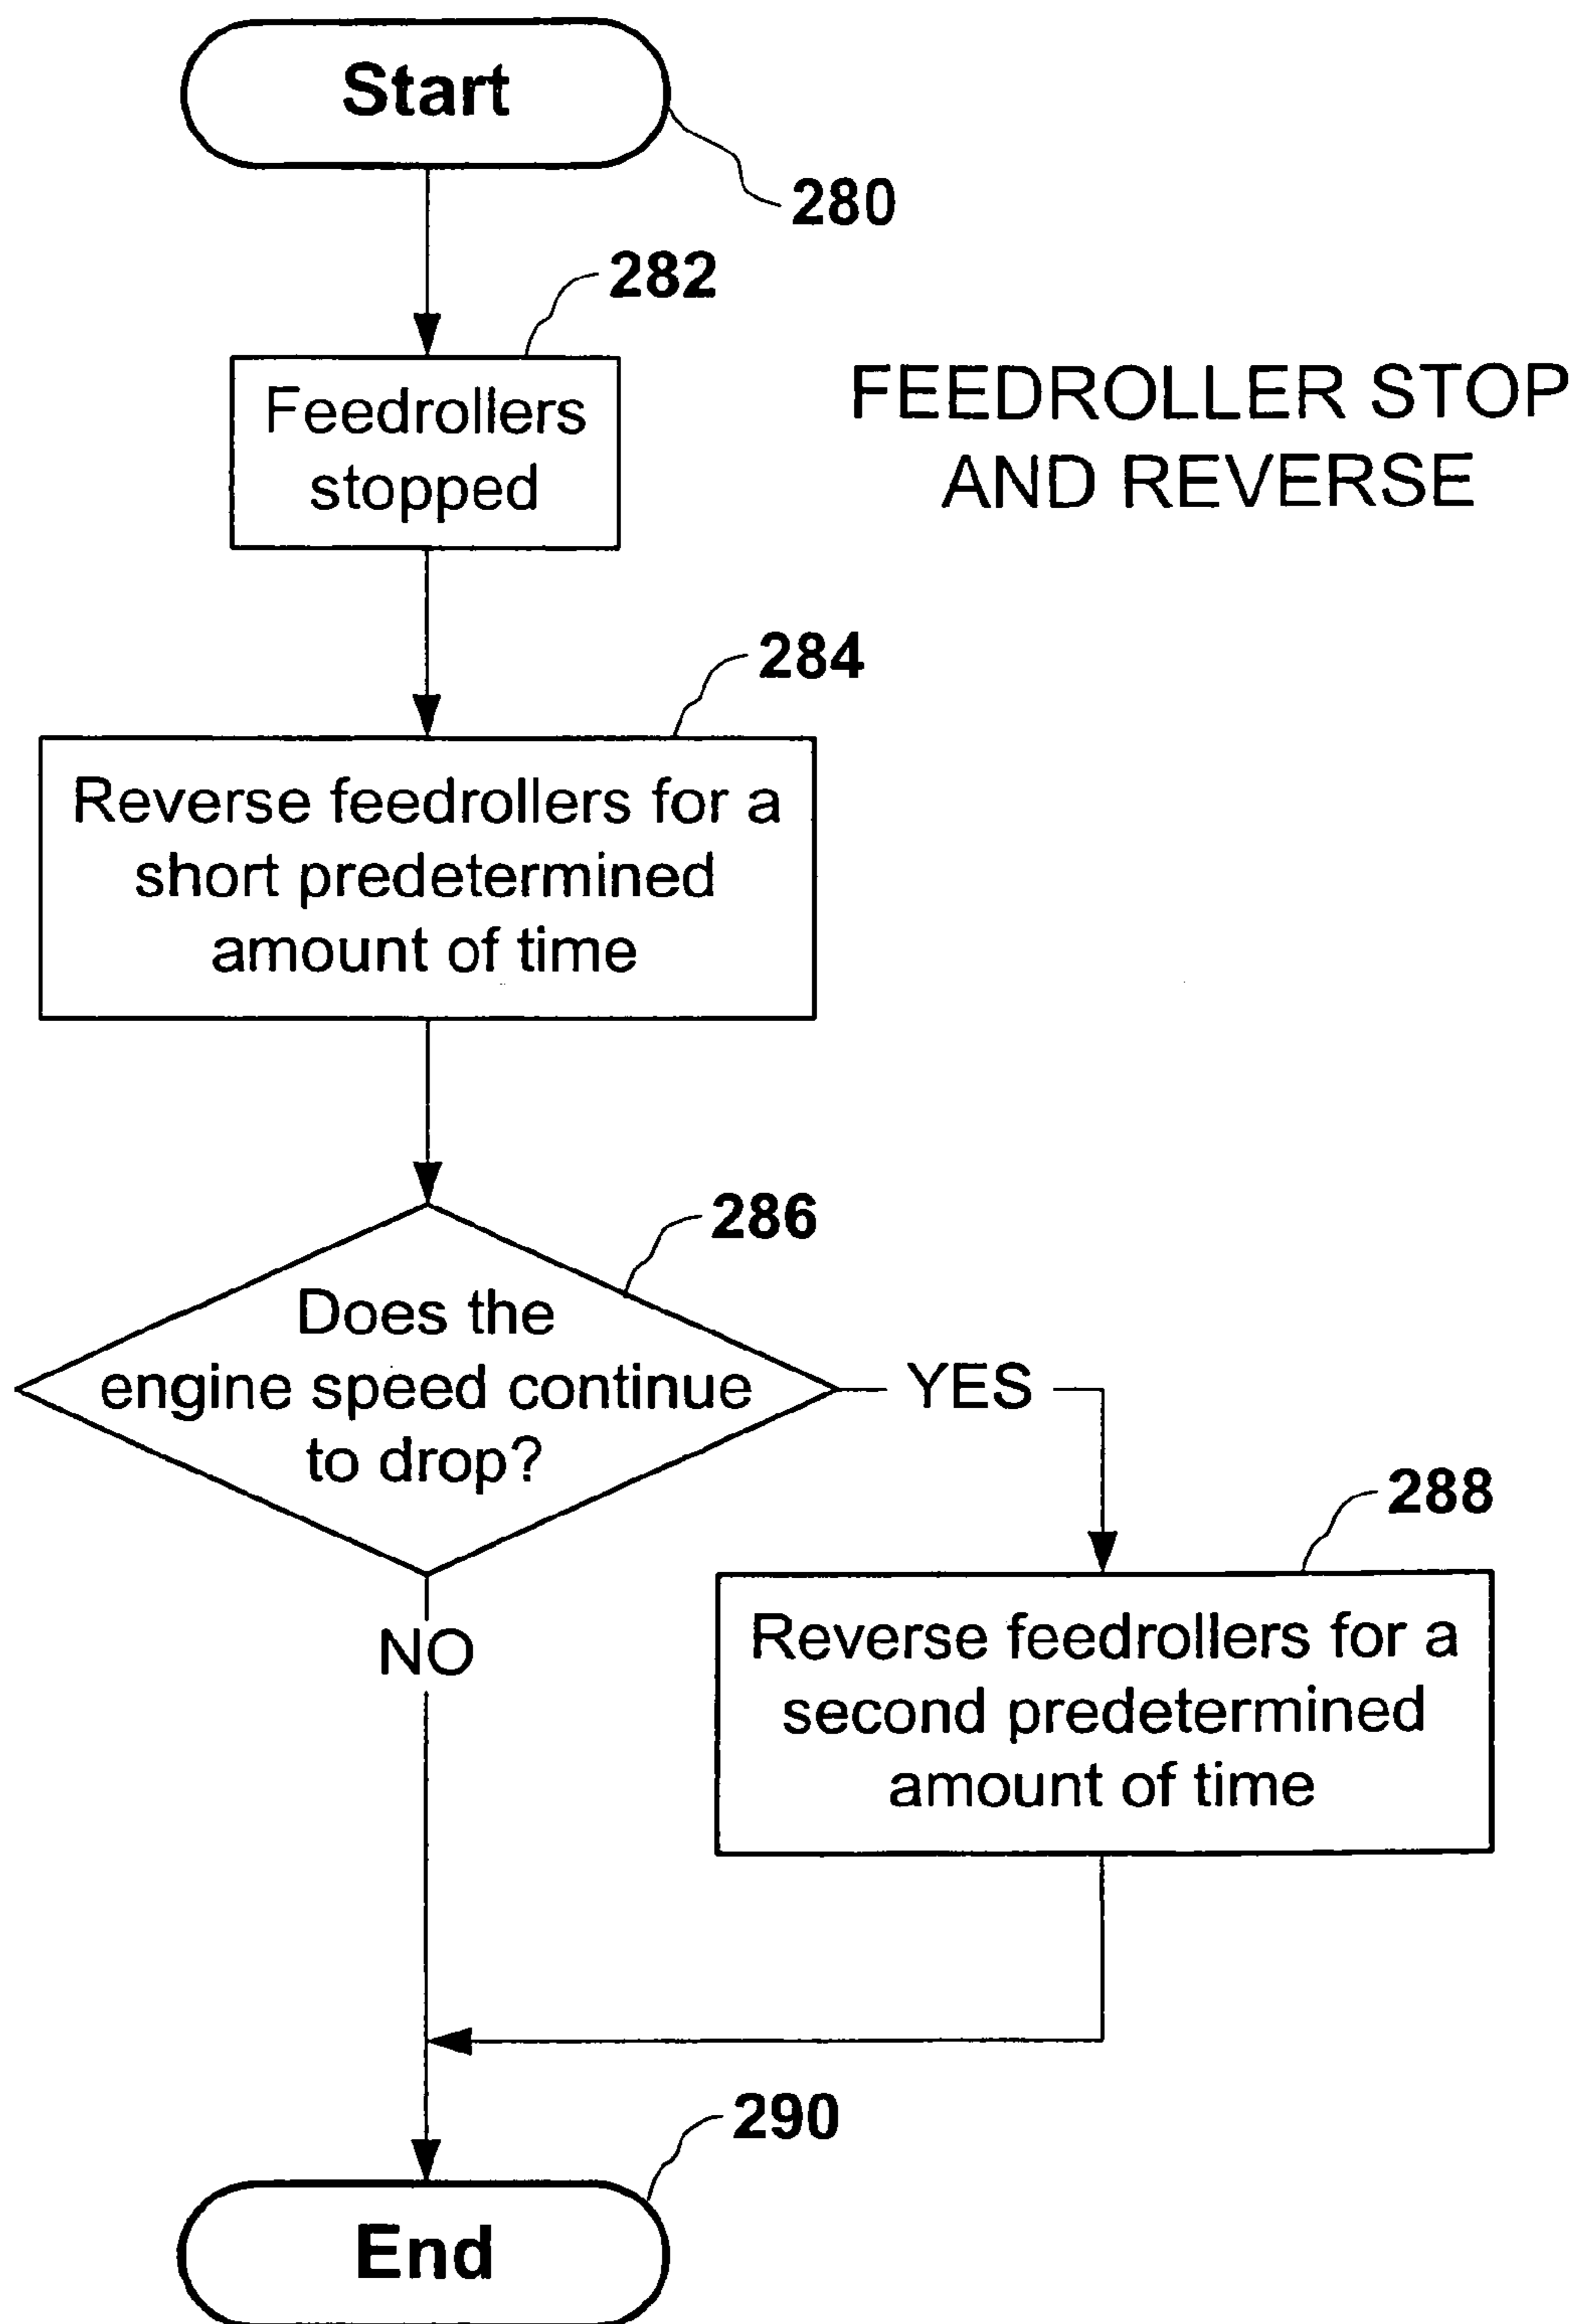 Start
280
282
Feedrollers
stopped
FEEDROLLER STOP
AND REVERSE
284
Reverse feedrollers for a
short predetermined
amount of time
286
Does the
engine speed continue
to drop?
YES
NO
288
Reverse feedrollers for a
second predetermined
amount of time
290
End